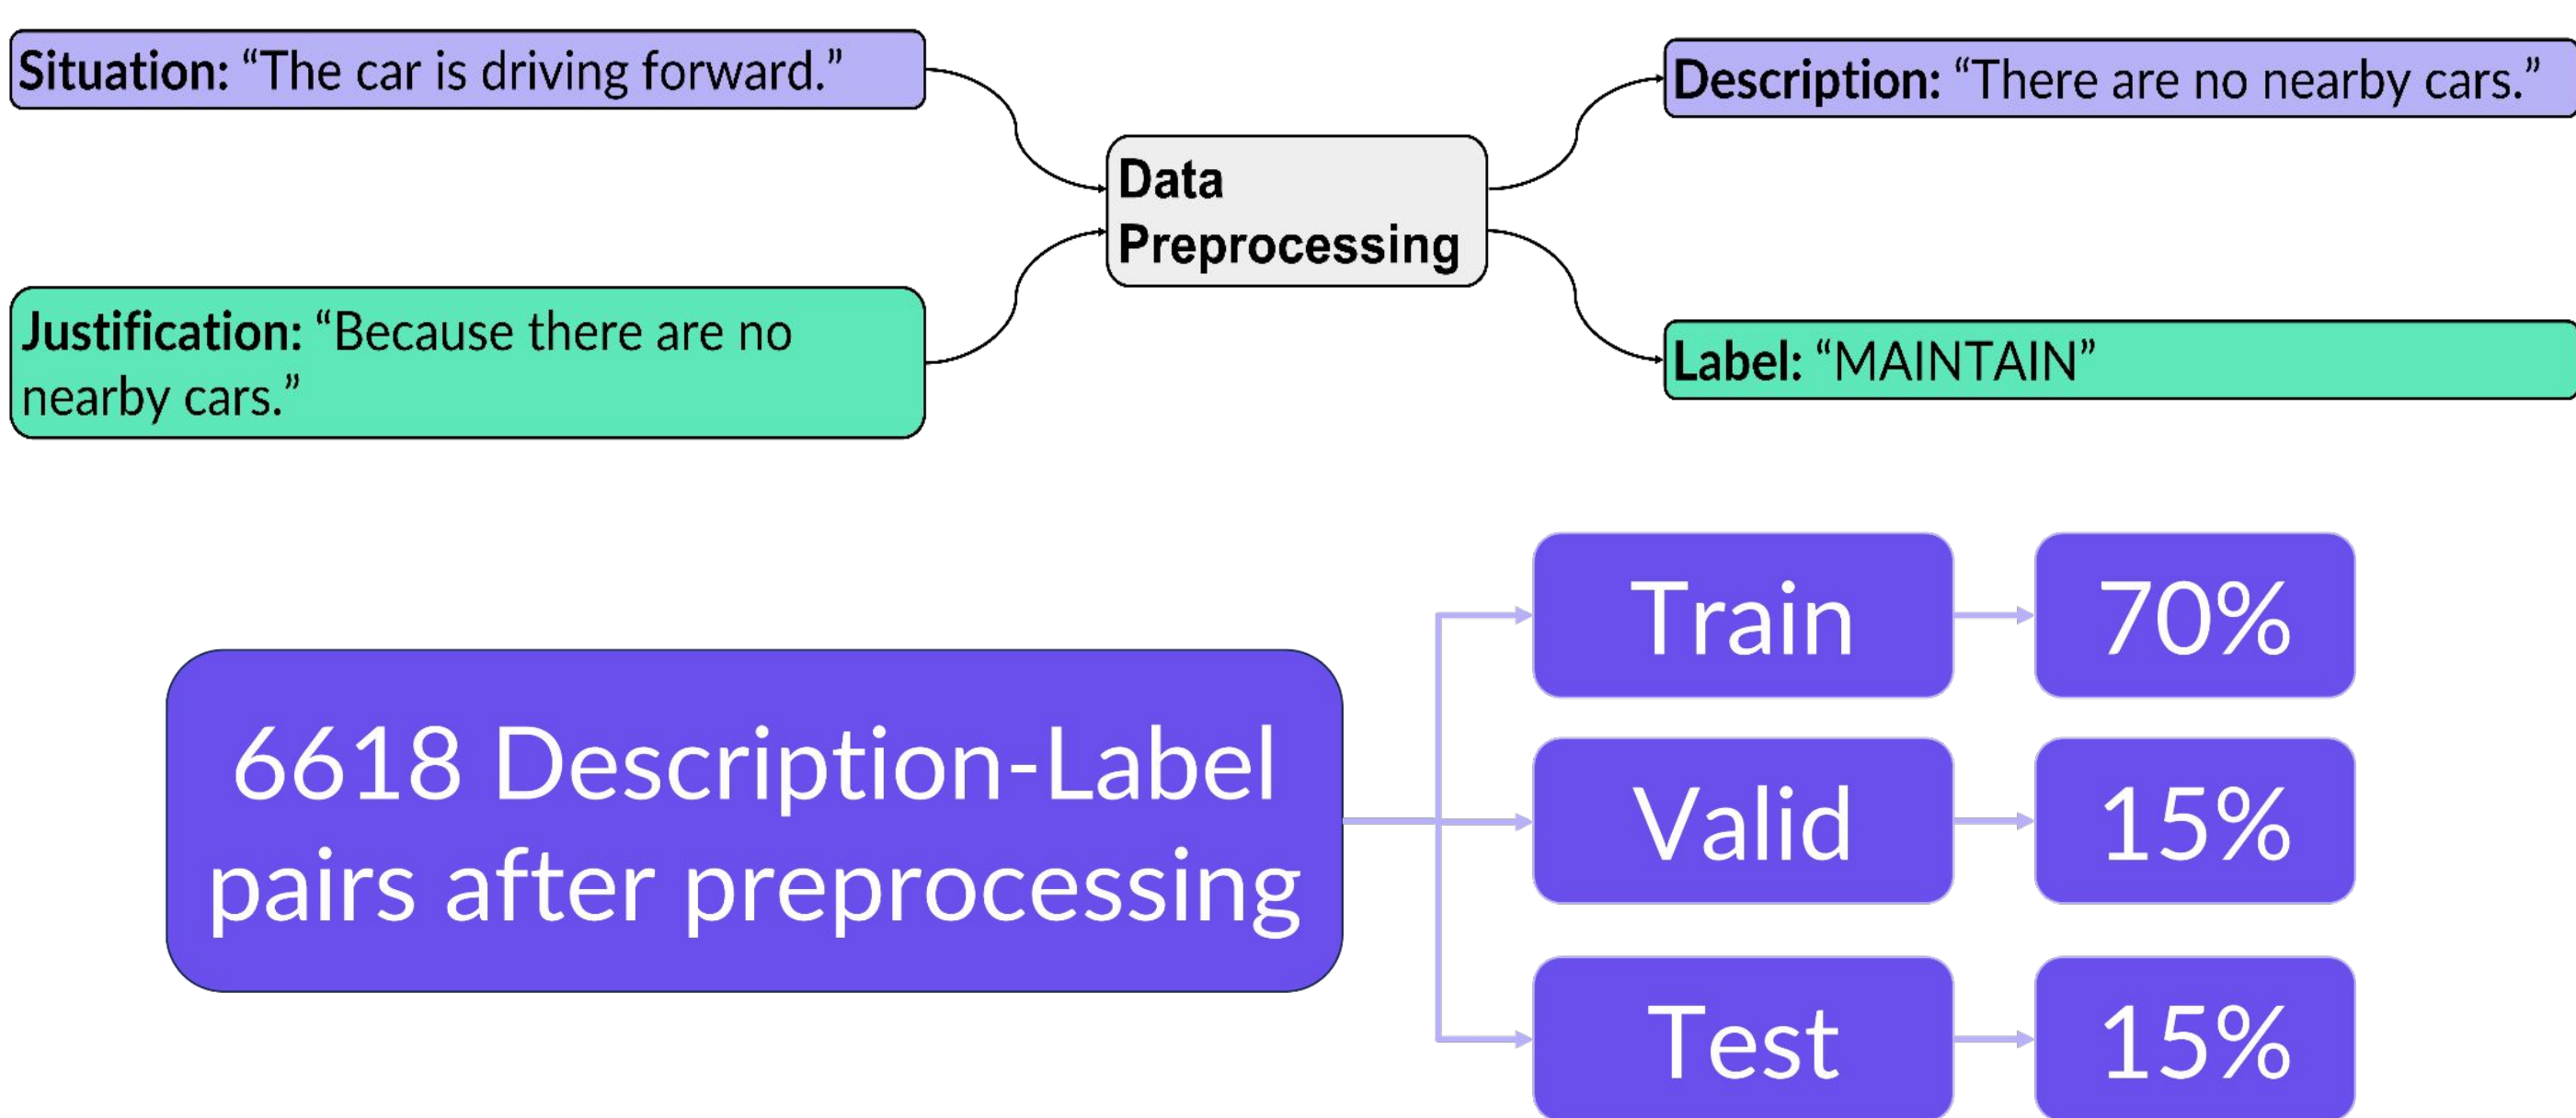 Situation: “The car is driving forward.”
Justification: “Because there are no
nearby cars.”
Data
Preprocessing
Description: “There are no nearby cars.”
Label: “MAINTAIN”
6618 Description-Label
pairs after preprocessing
Train
70%
Valid
15%
Test
15%